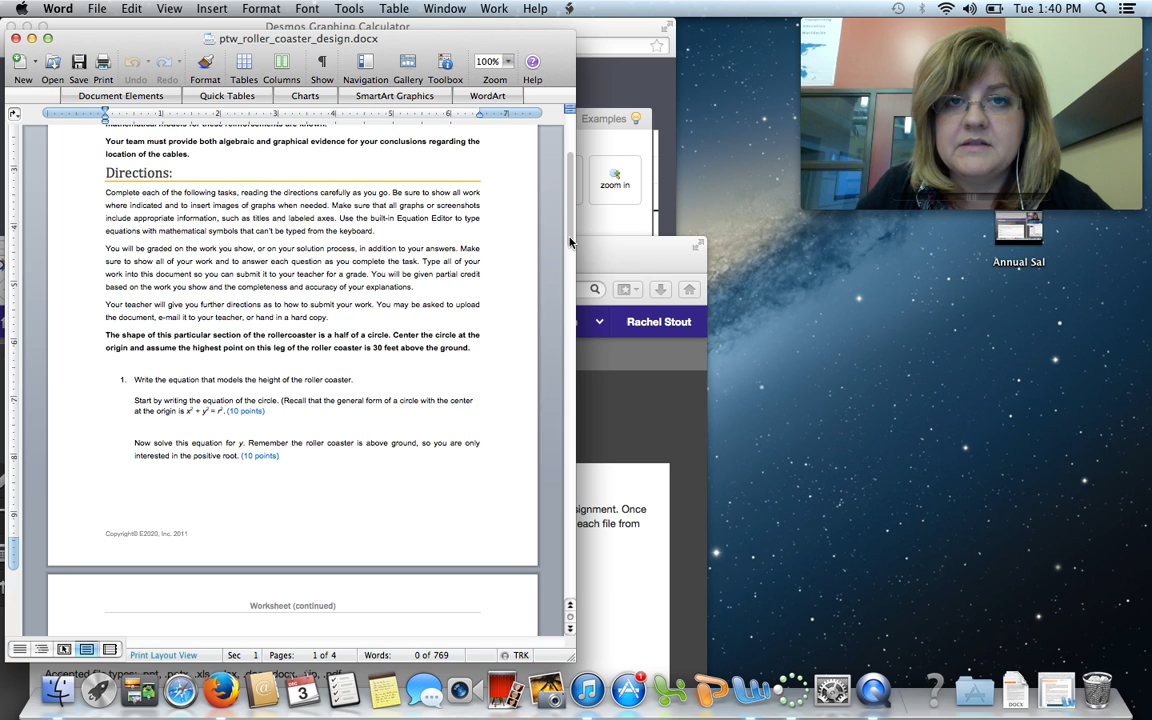 Word File Edit View Insert Format Font Tools Table Window Work Help
Tue 1:40 PM
Desmos Graphing Calculator
ptw_roller_coaster_design.docx
New Open Save Print Undo Redo Format Tables Columns Show Navigation Gallery Toolbox Zoom Help
100%
Document Elements Quick Tables Charts SmartArt Graphics WordArt
Examples
zoom in
Your team must provide both algebraic and graphical evidence for your conclusions regarding the
location of the cables.
Directions:
Complete each of the following tasks, reading the directions carefully as you go. Be sure to show all work
where indicated and to insert images of graphs when needed. Make sure that all graphs or screenshots
include appropriate information, such as titles and labeled axes. Use the built-in Equation Editor to type
equations with mathematical symbols that can't be typed from the keyboard.
You will be graded on the work you show, or on your solution process, in addition to your answers. Make
sure to show all of your work and to answer each question as you complete the task. Type all of your
work into this document so you can submit it to your teacher for a grade. You will be given partial credit
based on the work you show and the completeness and accuracy of your explanations.
Your teacher will give you further directions as to how to submit your work. You may be asked to upload
the document, e-mail it to your teacher, or hand in a hard copy.
The shape of this particular section of the rollercoaster is a half of a circle. Center the circle at the
origin and assume the highest point on this leg of the roller coaster is 30 feet above the ground.
1. Write the equation that models the height of the roller coaster.
Start by writing the equation of the circle. (Recall that the general form of a circle with the center
at the origin is x² + y² = r². (10 points)
Now solve this equation for y. Remember the roller coaster is above ground, so you are only
interested in the positive root. (10 points)
Copyright© E2020, Inc. 2011
Worksheet (continued)
Print Layout View Sec 1 Pages: 1 of 4 Words: 0 of 769 TRK
Rachel Stout
signment. Once
each file from
Annual Sal